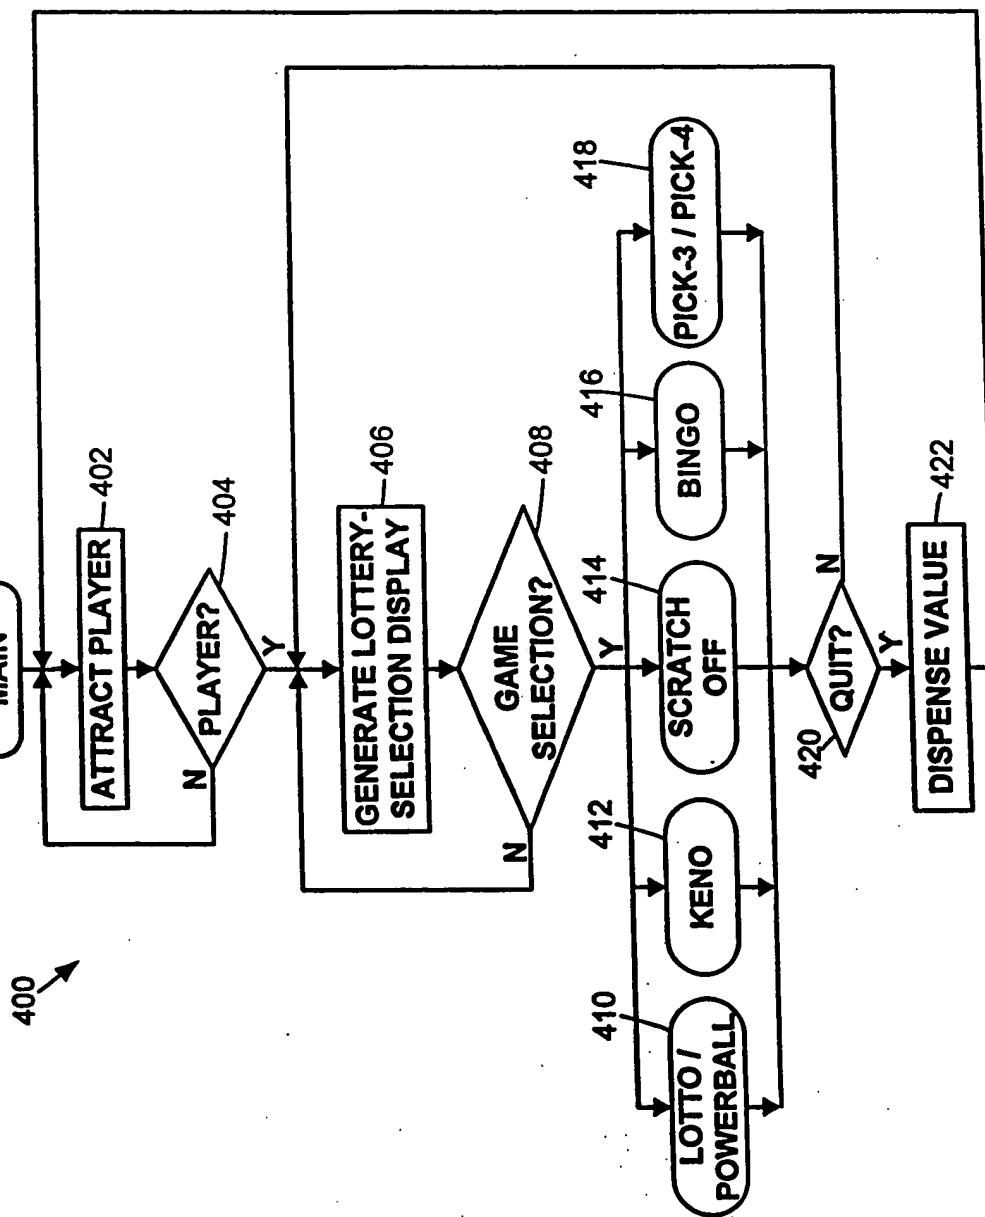 400
MAIN
ATTRACT PLAYER
402
PLAYER?
404
N
Y
GENERATE LOTTERY-
SELECTION DISPLAY
406
GAME
SELECTION?
408
N
Y
410
LOTTO /
POWERBALL
412
KENO
414
SCRATCH
OFF
416
BINGO
418
PICK-3 / PICK-4
420
QUIT?
N
Y
DISPENSE VALUE
422